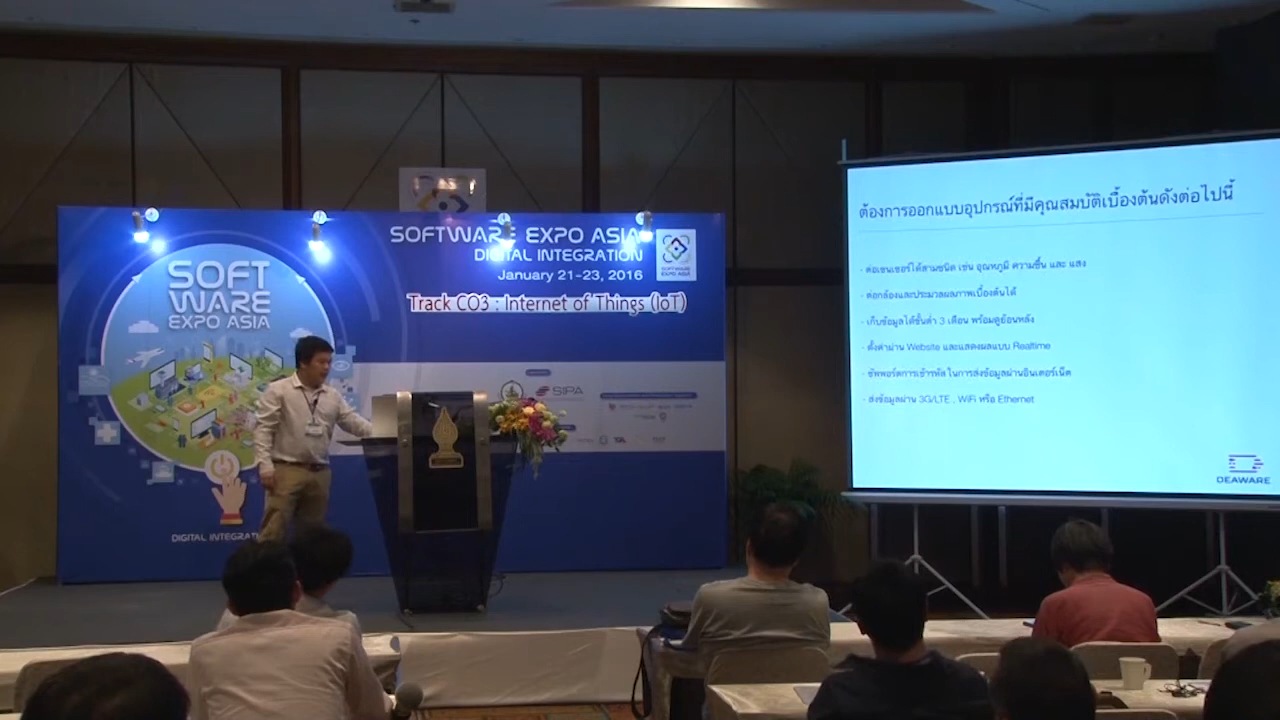 SOFTWARE EXPO ASIA
DIGITAL INTEGRATION
January 21-23, 2016
Track CO3 : Internet of Things (IoT)
SOFTWARE
EXPO ASIA
SOFT
WARE
EXPO ASIA
SIPA
DIGITAL INTEGRATI
ต้องการออกแบบอุปกรณ์ที่มีคุณสมบัติเบื้องต้นดังต่อไปนี้
- ต่อเซนเซอร์ได้สามชนิด เช่น อุณหภูมิ ความชื้น และ แสง
- ต่อกล้องและประมวลผลภาพเบื้องต้นได้
- เก็บข้อมูลได้ขั้นต่ำ 3 เดือน พร้อมดูย้อนหลัง
- ตั้งค่าผ่าน Website และแสดงผลแบบ Realtime
- ซัพพอร์ตการเข้ารหัส ในการส่งข้อมูลผ่านอินเตอร์เน็ต
- ส่งข้อมูลผ่าน 3G/LTE , WiFi หรือ Ethernet
DEAWARE